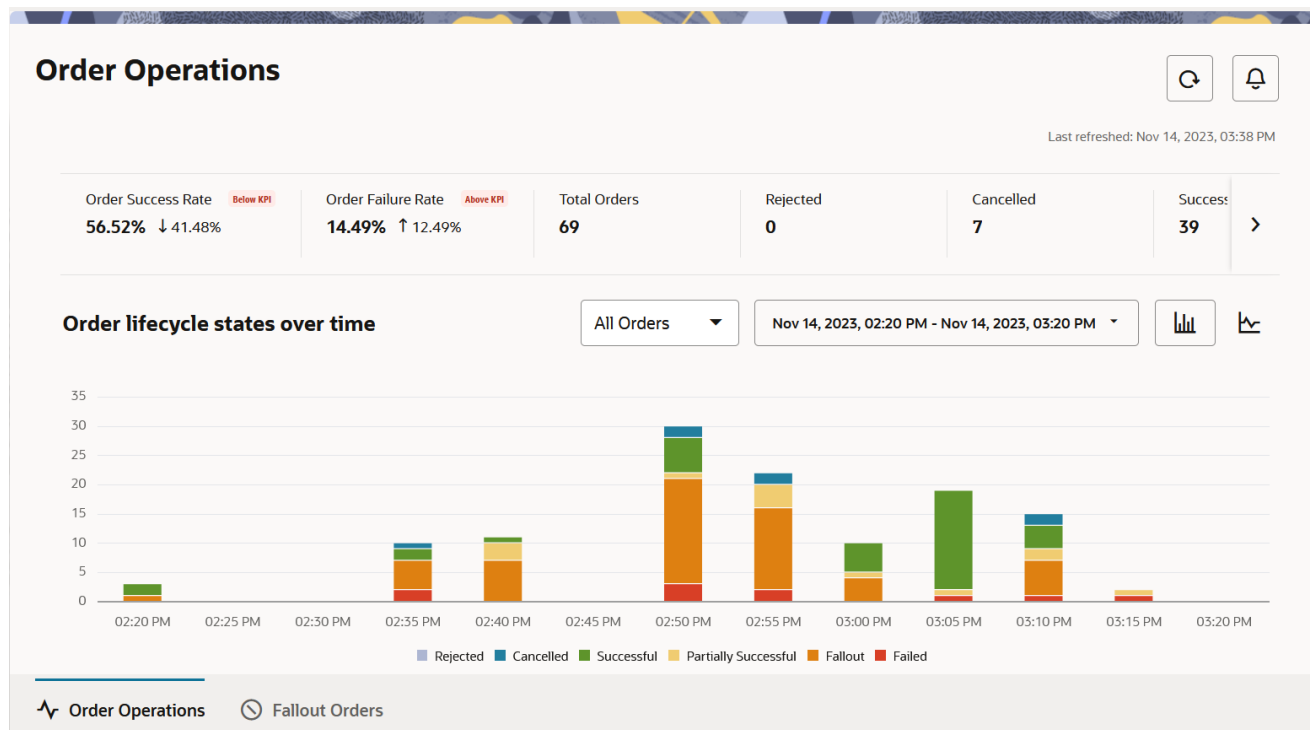 Order Operations
Last refreshed: Nov 14, 2023, 03:38 PM
Order Success Rate Below KPI
56.52% ↓ 41.48%
Order Failure Rate Above KPI
14.49% ↑ 12.49%
Total Orders
69
Rejected
0
Cancelled
7
Success
39
Order lifecycle states over time
All Orders
Nov 14, 2023, 02:20 PM - Nov 14, 2023, 03:20 PM
35
30
25
20
15
10
5
0
02:20 PM 02:25 PM 02:30 PM 02:35 PM 02:40 PM 02:45 PM 02:50 PM 02:55 PM 03:00 PM 03:05 PM 03:10 PM 03:15 PM 03:20 PM
Rejected Cancelled Successful Partially Successful Fallout Failed
Order Operations Fallout Orders